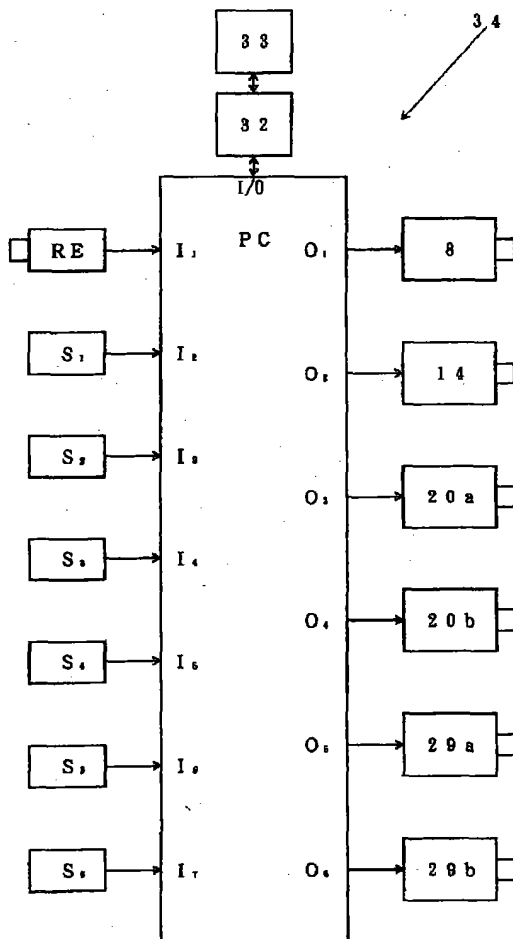 33
34
32
I/O
PC
RE
I₁
O₁
8
S₁
I₂
O₂
14
S₂
I₃
O₃
20a
S₃
I₄
O₄
20b
S₄
I₅
O₅
29a
S₅
I₆
O₆
29b
S₆
I₇